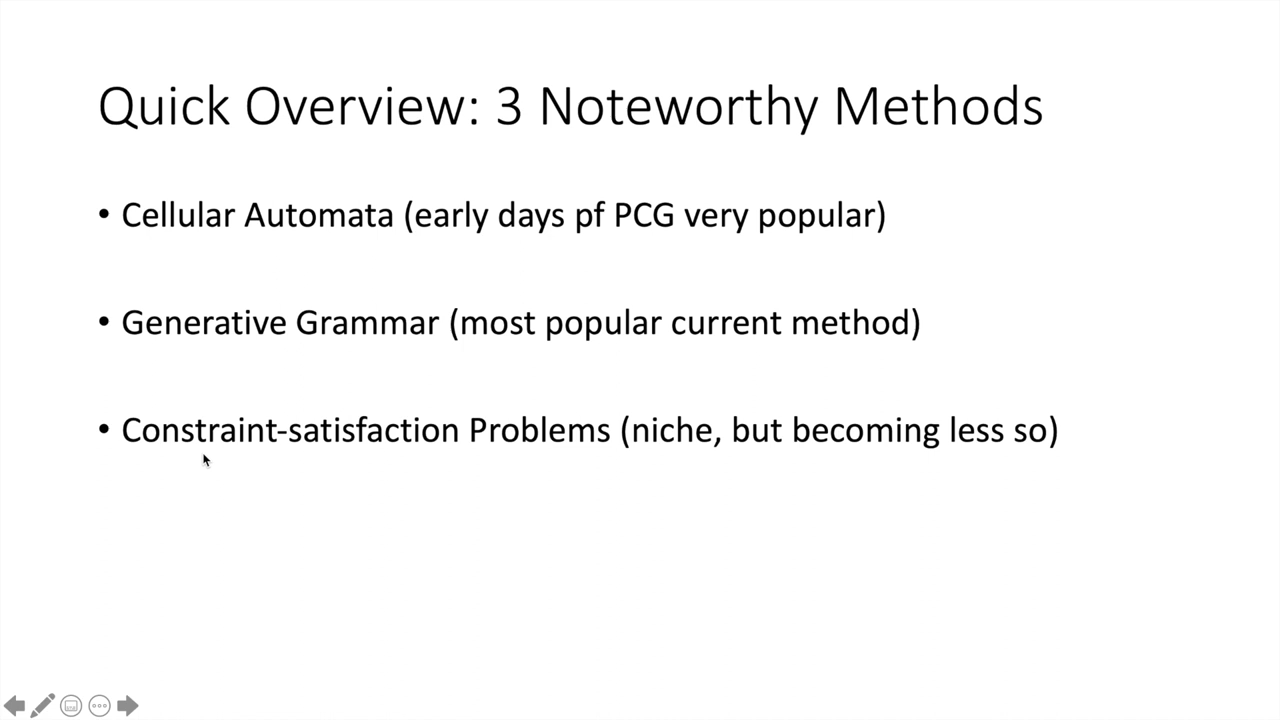 Quick Overview: 3 Noteworthy Methods
• Cellular Automata (early days pf PCG very popular)
• Generative Grammar (most popular current method)
• Constraint-satisfaction Problems (niche, but becoming less so)